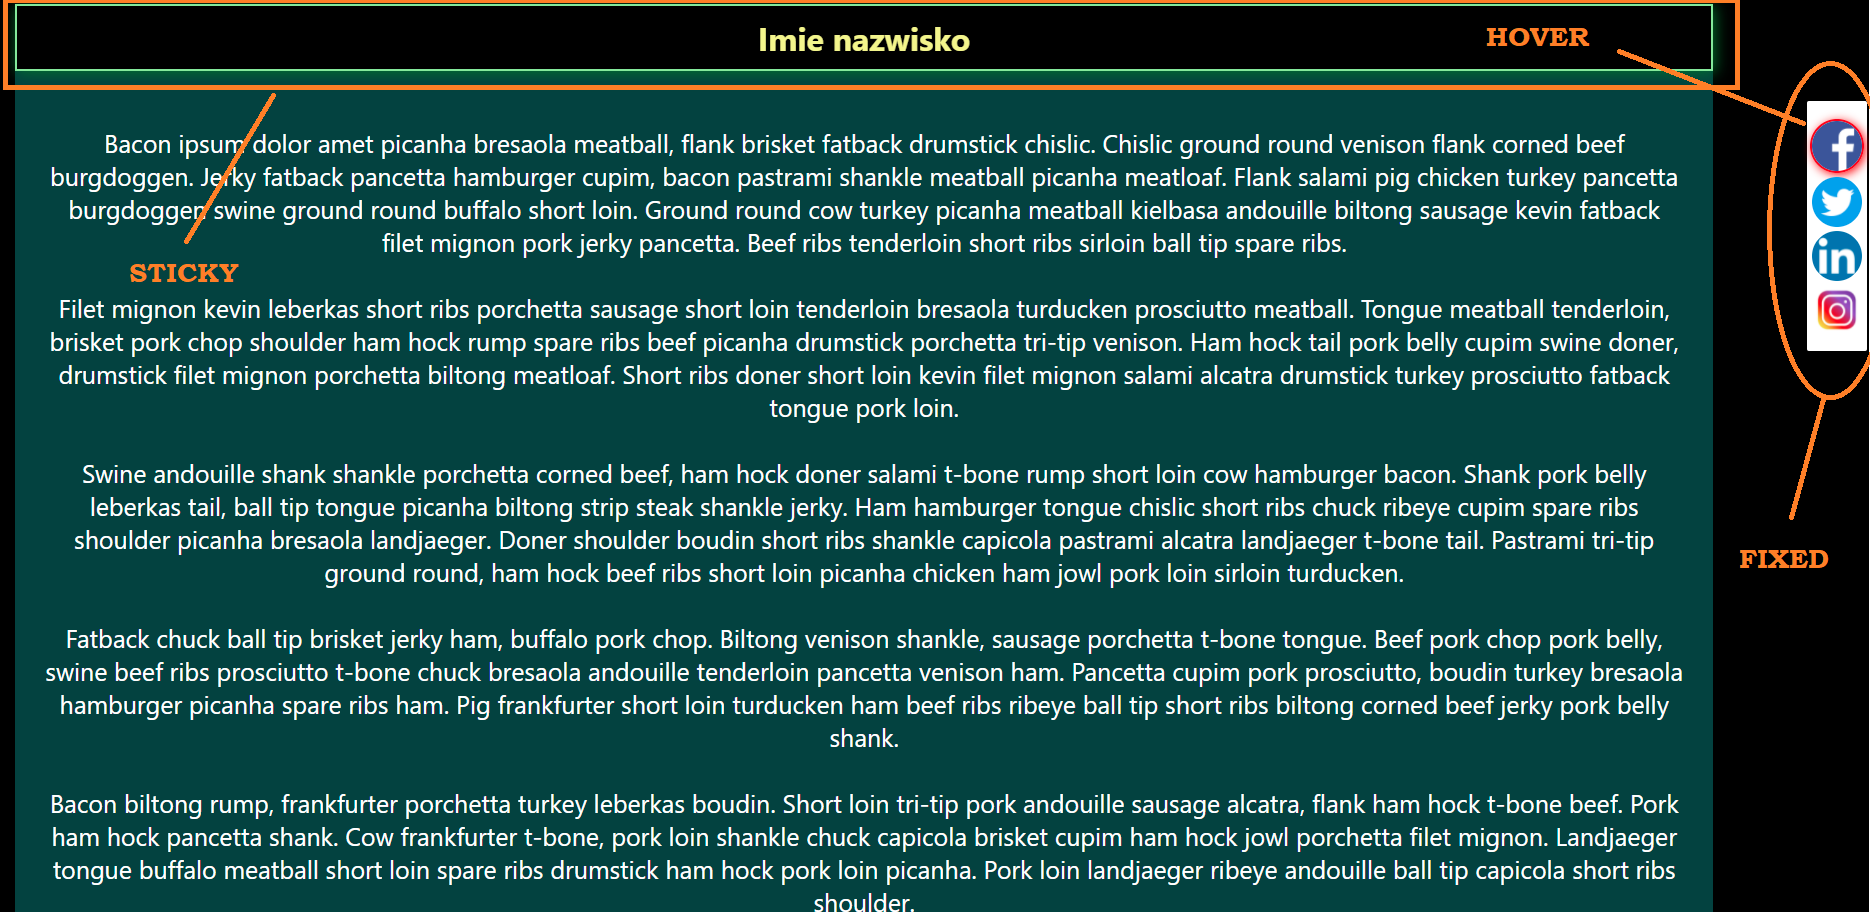 Imie nazwisko
HOVER
Bacon ipsum dolor amet picanha bresaola meatball, flank brisket fatback drumstick chislic. Chislic ground round venison flank corned beef
burgdoggen. Jerky fatback pancetta hamburger cupim, bacon pastrami shankle meatball picanha meatloaf. Flank salami pig chicken turkey pancetta
burgdoggen swine ground round buffalo short loin. Ground round cow turkey picanha meatball kielbasa andouille biltong sausage kevin fatback
filet mignon pork jerky pancetta. Beef ribs tenderloin short ribs sirloin ball tip spare ribs.
in
STICKY
Filet mignon kevin leberkas short ribs porchetta sausage short loin tenderloin bresaola turducken prosciutto meatball. Tongue meatball tenderloin,
brisket pork chop shoulder ham hock rump spare ribs beef picanha drumstick porchetta tri-tip venison. Ham hock tail pork belly cupim swine doner,
drumstick filet mignon porchetta biltong meatloaf. Short ribs doner short loin kevin filet mignon salami alcatra drumstick turkey prosciutto fatback
tongue pork loin.
Swine andouille shank shankle porchetta corned beef, ham hock doner salami t-bone rump short loin cow hamburger bacon. Shank pork belly
leberkas tail, ball tip tongue picanha biltong strip steak shankle jerky. Ham hamburger tongue chislic short ribs chuck ribeye cupim spare ribs
shoulder picanha bresaola landjaeger. Doner shoulder boudin short ribs shankle capicola pastrami alcatra landjaeger t-bone tail. Pastrami tri-tip
ground round, ham hock beef ribs short loin picanha chicken ham jowl pork loin sirloin turducken.
FIXED
Fatback chuck ball tip brisket jerky ham, buffalo pork chop. Biltong venison shankle, sausage porchetta t-bone tongue. Beef pork chop pork belly,
swine beef ribs prosciutto t-bone chuck bresaola andouille tenderloin pancetta venison ham. Pancetta cupim pork prosciutto, boudin turkey bresaola
hamburger picanha spare ribs ham. Pig frankfurter short loin turducken ham beef ribs ribeye ball tip short ribs biltong corned beef jerky pork belly
shank.
Bacon biltong rump, frankfurter porchetta turkey leberkas boudin. Short loin tri-tip pork andouille sausage alcatra, flank ham hock t-bone beef. Pork
ham hock pancetta shank. Cow frankfurter t-bone, pork loin shankle chuck capicola brisket cupim ham hock jowl porchetta filet mignon. Landjaeger
tongue buffalo meatball short loin spare ribs drumstick ham hock pork loin picanha. Pork loin landjaeger ribeye andouille ball tip capicola short ribs
shoulder.